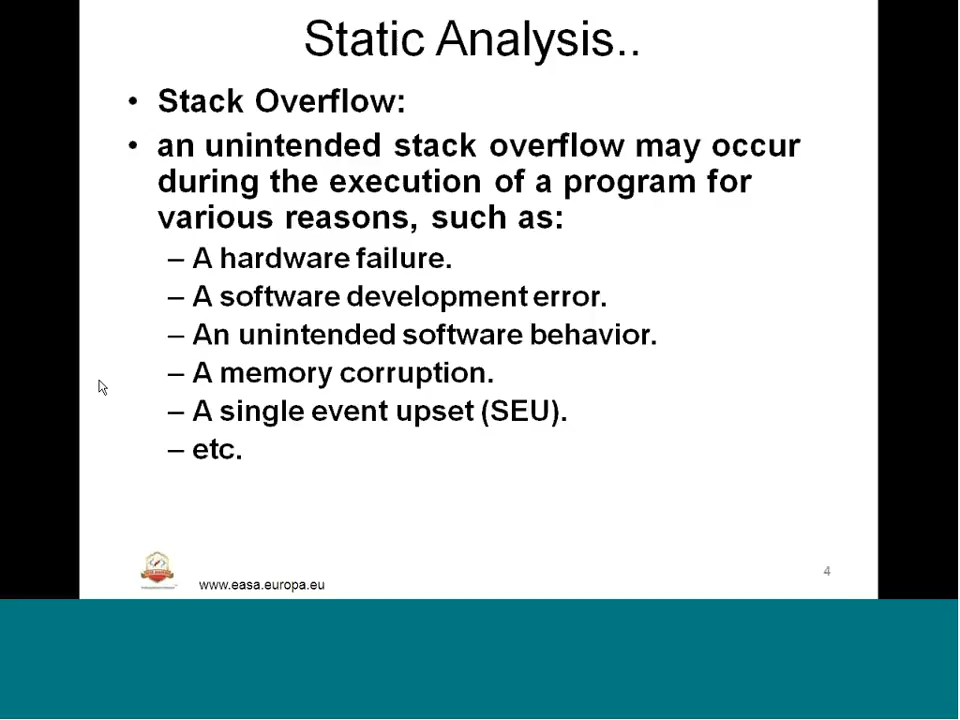 Static Analysis..
• Stack Overflow:
• an unintended stack overflow may occur
during the execution of a program for
various reasons, such as:
– A hardware failure.
– A software development error.
– An unintended software behavior.
– A memory corruption.
– A single event upset (SEU).
– etc.
www.easa.europa.eu
4